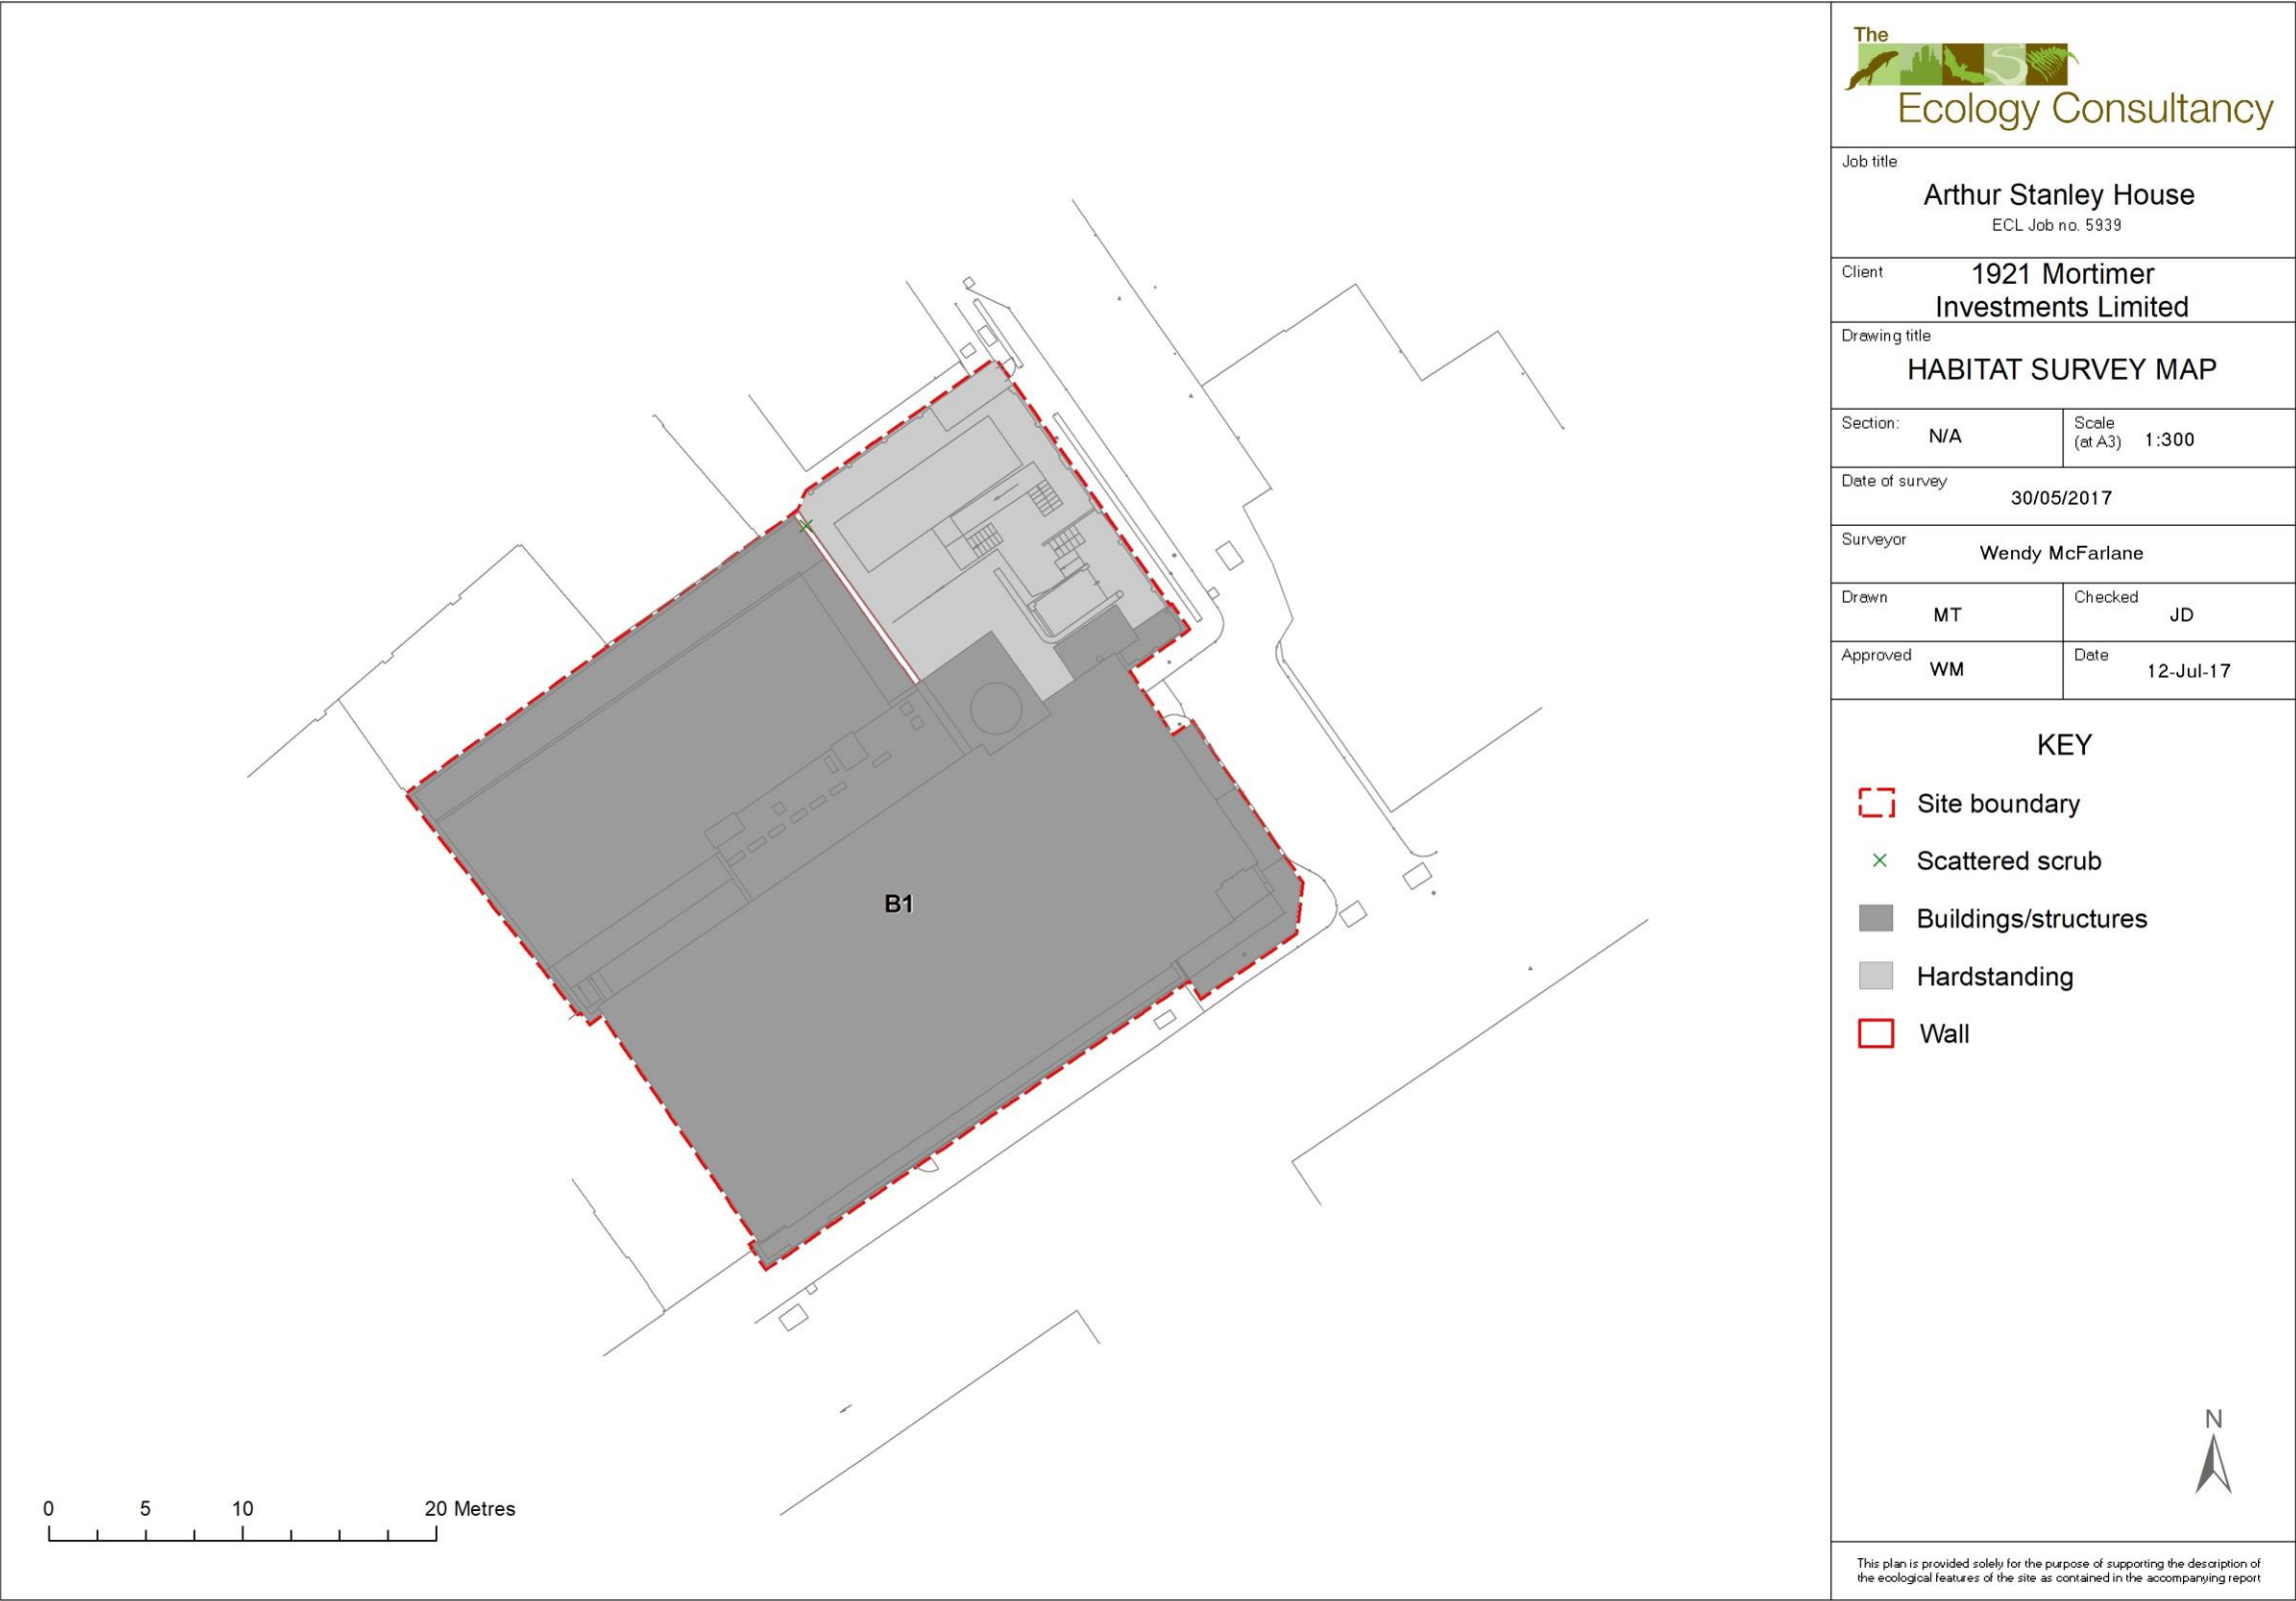 The
Ecology Consultancy
Job title
Arthur Stanley House
ECL Job no. 5939
Client
1921 Mortimer
Investments Limited
Drawing title
HABITAT SURVEY MAP
Section:
N/A
Scale
(at A3)
1:300
Date of survey
30/05/2017
Surveyor
Wendy McFarlane
Drawn
MT
Checked
JD
Approved
WM
Date
12-Jul-17
KEY
Site boundary
Scattered scrub
Buildings/structures
Hardstanding
Wall
N
This plan is provided solely for the purpose of supporting the description of
the ecological features of the site as contained in the accompanying report
B1
0 5 10 20 Metres